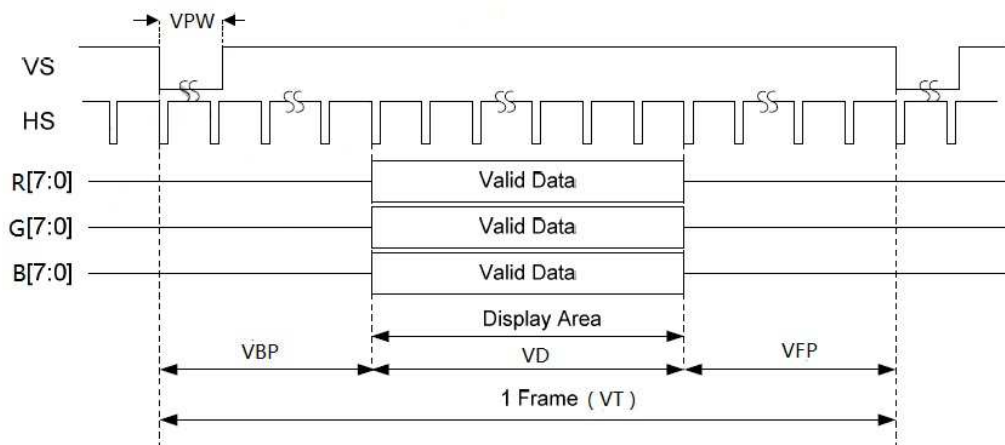 VPW
VS
HS
R[7:0] Valid Data
G[7:0] Valid Data
B[7:0] Valid Data
Display Area
VBP VD VFP
1 Frame ( VT )